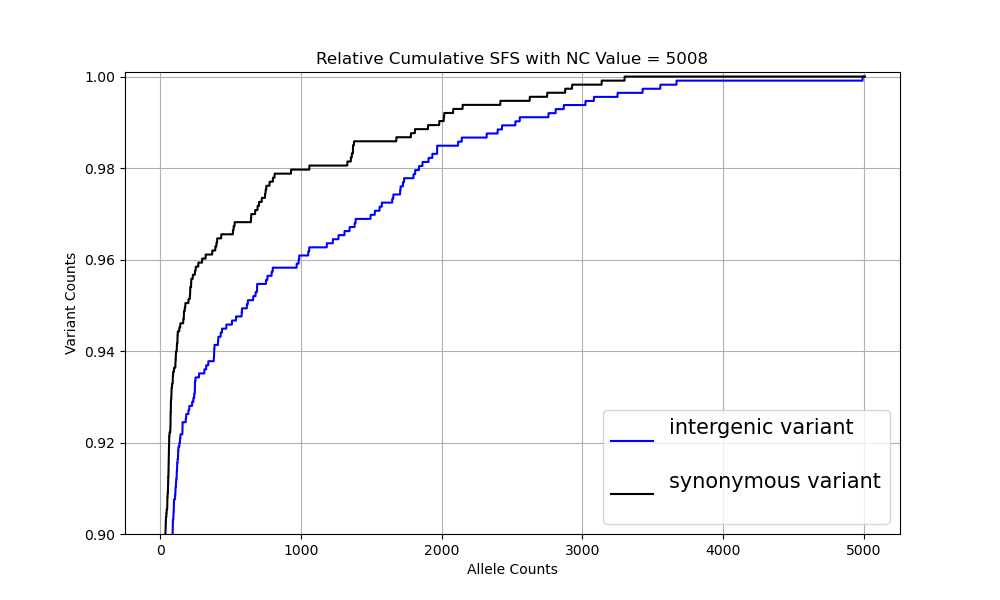 Relative Cumulative SFS with NC Value = 5008
Variant Counts
1.00
0.98
0.96
0.94
0.92
0.90
intergenic variant
synonymous variant
0 1000 2000 3000 4000 5000
Allele Counts